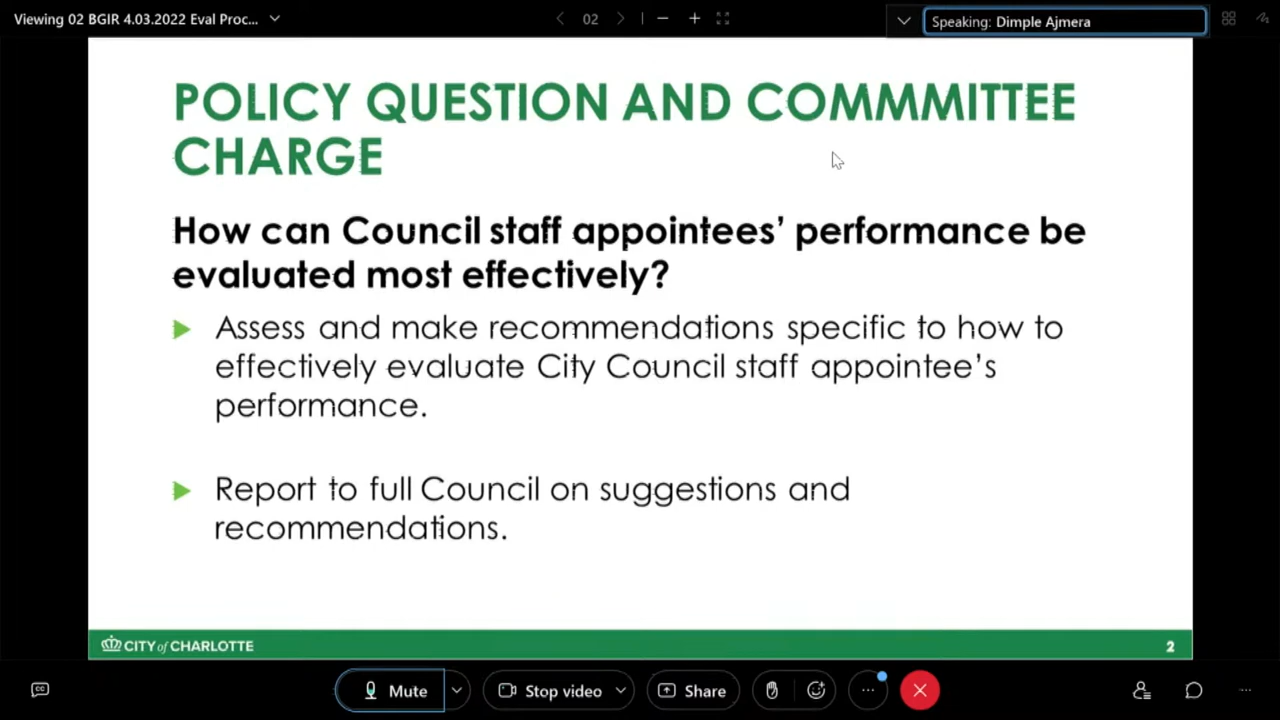 Viewing 02 BGIR 4.03.2022 Eval Proc...
02
Speaking: Dimple Ajmera
POLICY QUESTION AND COMMMITTEE
CHARGE
How can Council staff appointees’ performance be
evaluated most effectively?
Assess and make recommendations specific to how to
effectively evaluate City Council staff appointee’s
performance.
Report to full Council on suggestions and
recommendations.
CITY of CHARLOTTE
2
CC
Mute
Stop video
Share